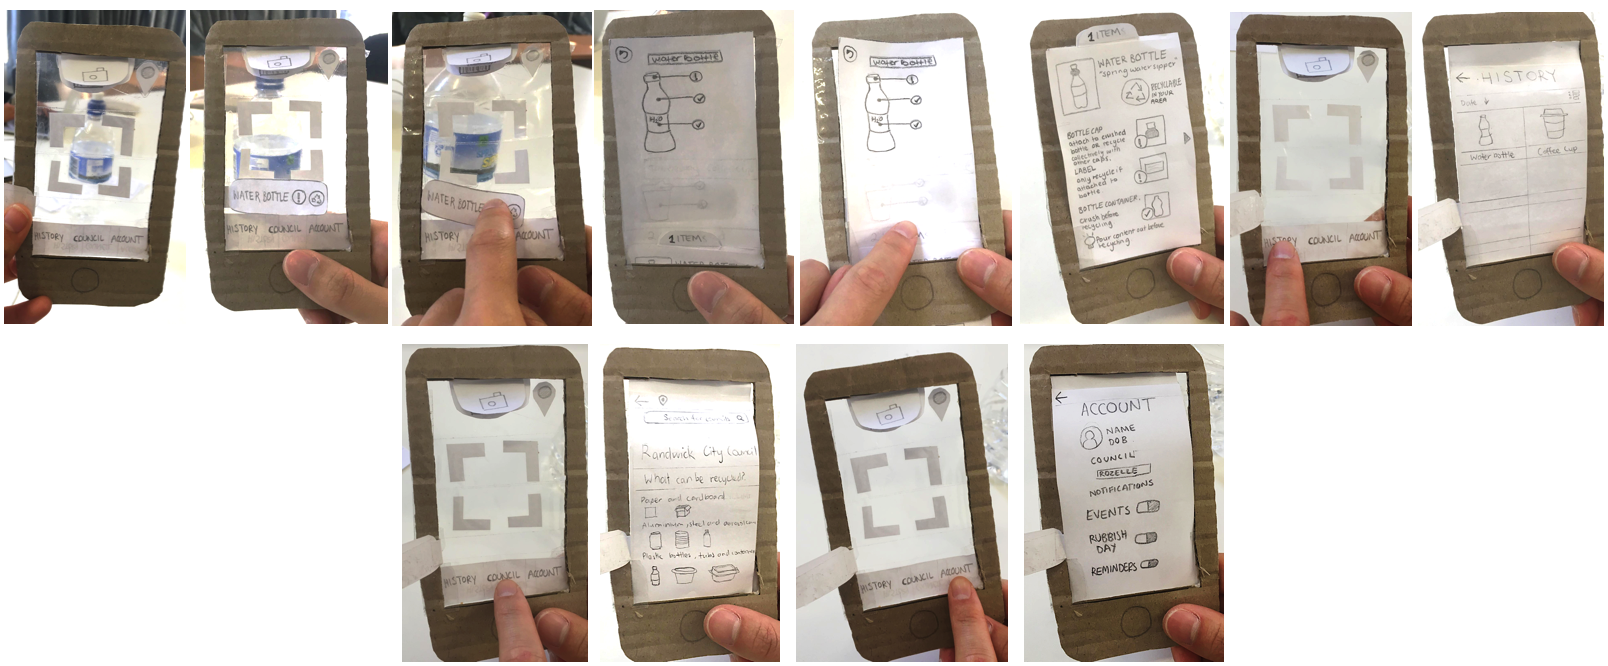 HISTORY COUNCIL ACCOUNT
WATER BOTTLE
HISTORY COUNCIL ACCOUNT
WATER BOTTLE
HISTORY COUNCIL ACCOUNT
water bottle
H2O
1 ITEM:
WATER BOTTLE
water bottle
H2O
1 ITEM:
WATER BOTTLE
"Spring Water sipper"
RECYCLABLE
IN YOUR
AREA
BOTTLE CAP
attach to crushed
bottle or recycle
collectively with
other caps.
LABEL
only recycle if
attached to
bottle.
BOTTLE CONTAINER.
crush before
recycling
Pour content out before
recycling
HISTORY COUNCIL ACCOUNT
← HISTORY
Date ↓
Water bottle Coffee Cup
HISTORY COUNCIL ACCOUNT
Search for
Randwick City Council
What can be recycled?
Paper and cardboard
Aluminium, steel and
Plastic bottles, tubs and containers
HISTORY COUNCIL ACCOUNT
←
ACCOUNT
NAME
DOB
COUNCIL
ROZELLE
NOTIFICATIONS
EVENTS
RUBBISH
DAY
REMINDERS